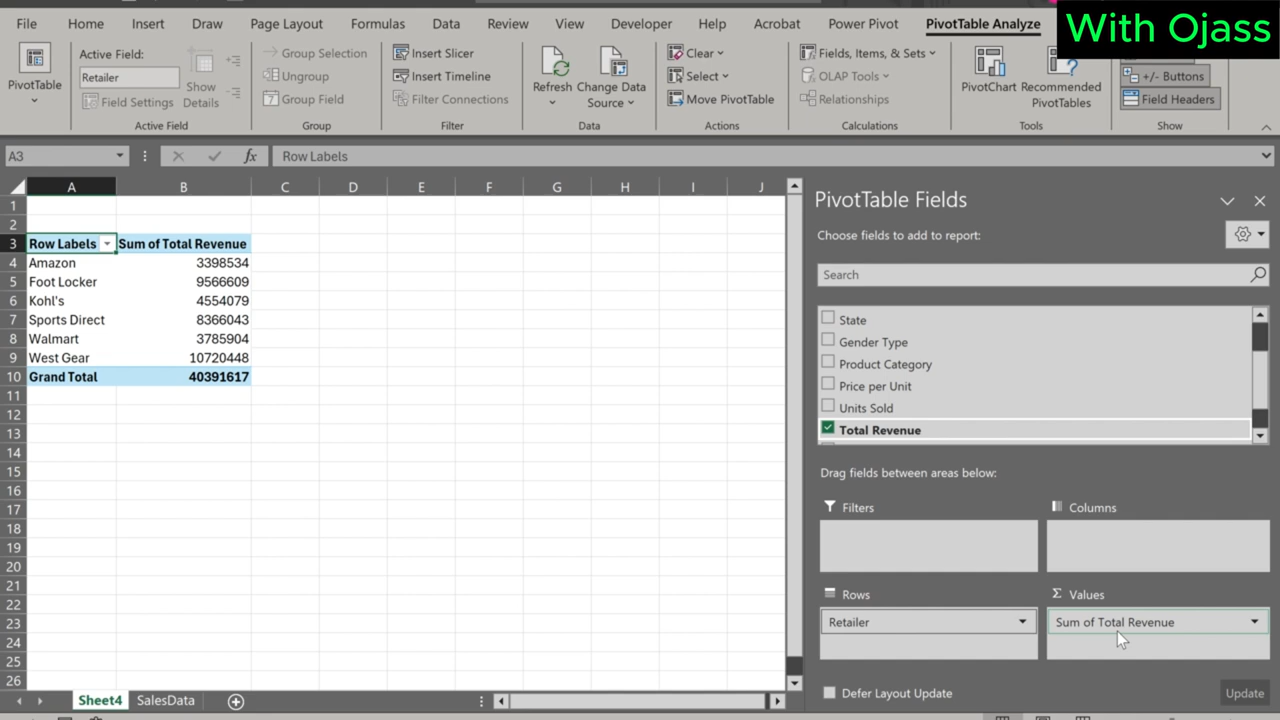 With Ojass
File Home Insert Draw Page Layout Formulas Data Review View Developer Help Acrobat Power Pivot PivotTable Analyze
PivotTable
Active Field:
Retailer
Field Settings
Show Details
Active Field
Group Selection
Ungroup
Group Field
Group
Insert Slicer
Insert Timeline
Filter Connections
Filter
Refresh
Change Data Source
Data
Clear
Select
Move PivotTable
Actions
Fields, Items, & Sets
OLAP Tools
Relationships
Calculations
PivotChart
Recommended PivotTables
Tools
+/- Buttons
Field Headers
Show
A3 fx Row Labels
A B C D E F G H I J
1
2
3 Row Labels Sum of Total Revenue
4 Amazon 3398534
5 Foot Locker 9566609
6 Kohl's 4554079
7 Sports Direct 8366043
8 Walmart 3785904
9 West Gear 10720448
10 Grand Total 40391617
11
12
13
14
15
16
17
18
19
20
21
22
23
24
25
26
Sheet4 SalesData
PivotTable Fields
Choose fields to add to report:
Search
State
Gender Type
Product Category
Price per Unit
Units Sold
Total Revenue
Drag fields between areas below:
Filters
Columns
Rows
Σ Values
Retailer
Sum of Total Revenue
Defer Layout Update
Update